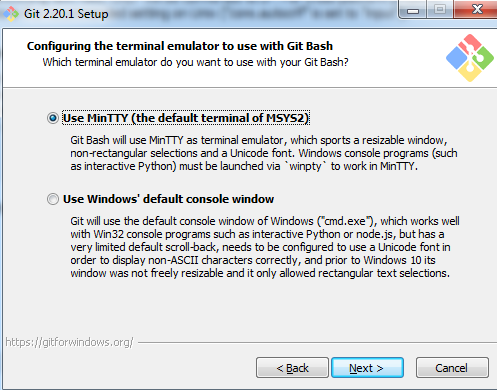 Git 2.20.1 Setup
Configuring the terminal emulator to use with Git Bash
Which terminal emulator do you want to use with your Git Bash?
Use MinTTY (the default terminal of MSYS2)
Git Bash will use MinTTY as terminal emulator, which sports a resizable window,
non-rectangular selections and a Unicode font. Windows console programs (such
as interactive Python) must be launched via `winpty` to work in MinTTY.
Use Windows' default console window
Git will use the default console window of Windows ("cmd.exe"), which works well
with Win32 console programs such as interactive Python or node.js, but has a
very limited default scroll-back, needs to be configured to use a Unicode font in
order to display non-ASCII characters correctly, and prior to Windows 10 its
window was not freely resizable and it only allowed rectangular text selections.
https://gitforwindows.org/
< Back
Next >
Cancel